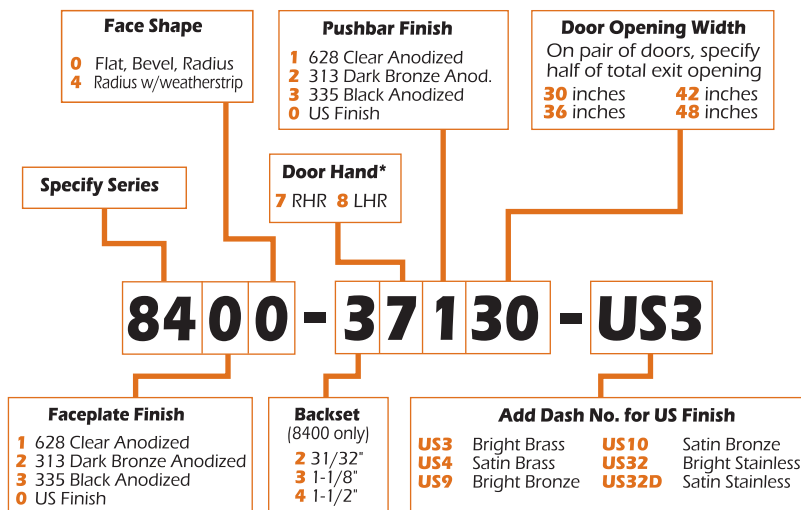 Face Shape
0 Flat, Bevel, Radius
4 Radius w/weatherstrip
Pushbar Finish
1 628 Clear Anodized
2 313 Dark Bronze Anod.
3 335 Black Anodized
0 US Finish
Door Opening Width
On pair of doors, specify
half of total exit opening
30 inches 42 inches
36 inches 48 inches
Specify Series
Door Hand*
7 RHR 8 LHR
8400-37130-US3
Faceplate Finish
1 628 Clear Anodized
2 313 Dark Bronze Anodized
3 335 Black Anodized
0 US Finish
Backset
(8400 only)
2 31/32"
3 1-1/8"
4 1-1/2"
Add Dash No. for US Finish
US3 Bright Brass US10 Satin Bronze
US4 Satin Brass US32 Bright Stainless
US9 Bright Bronze US32D Satin Stainless